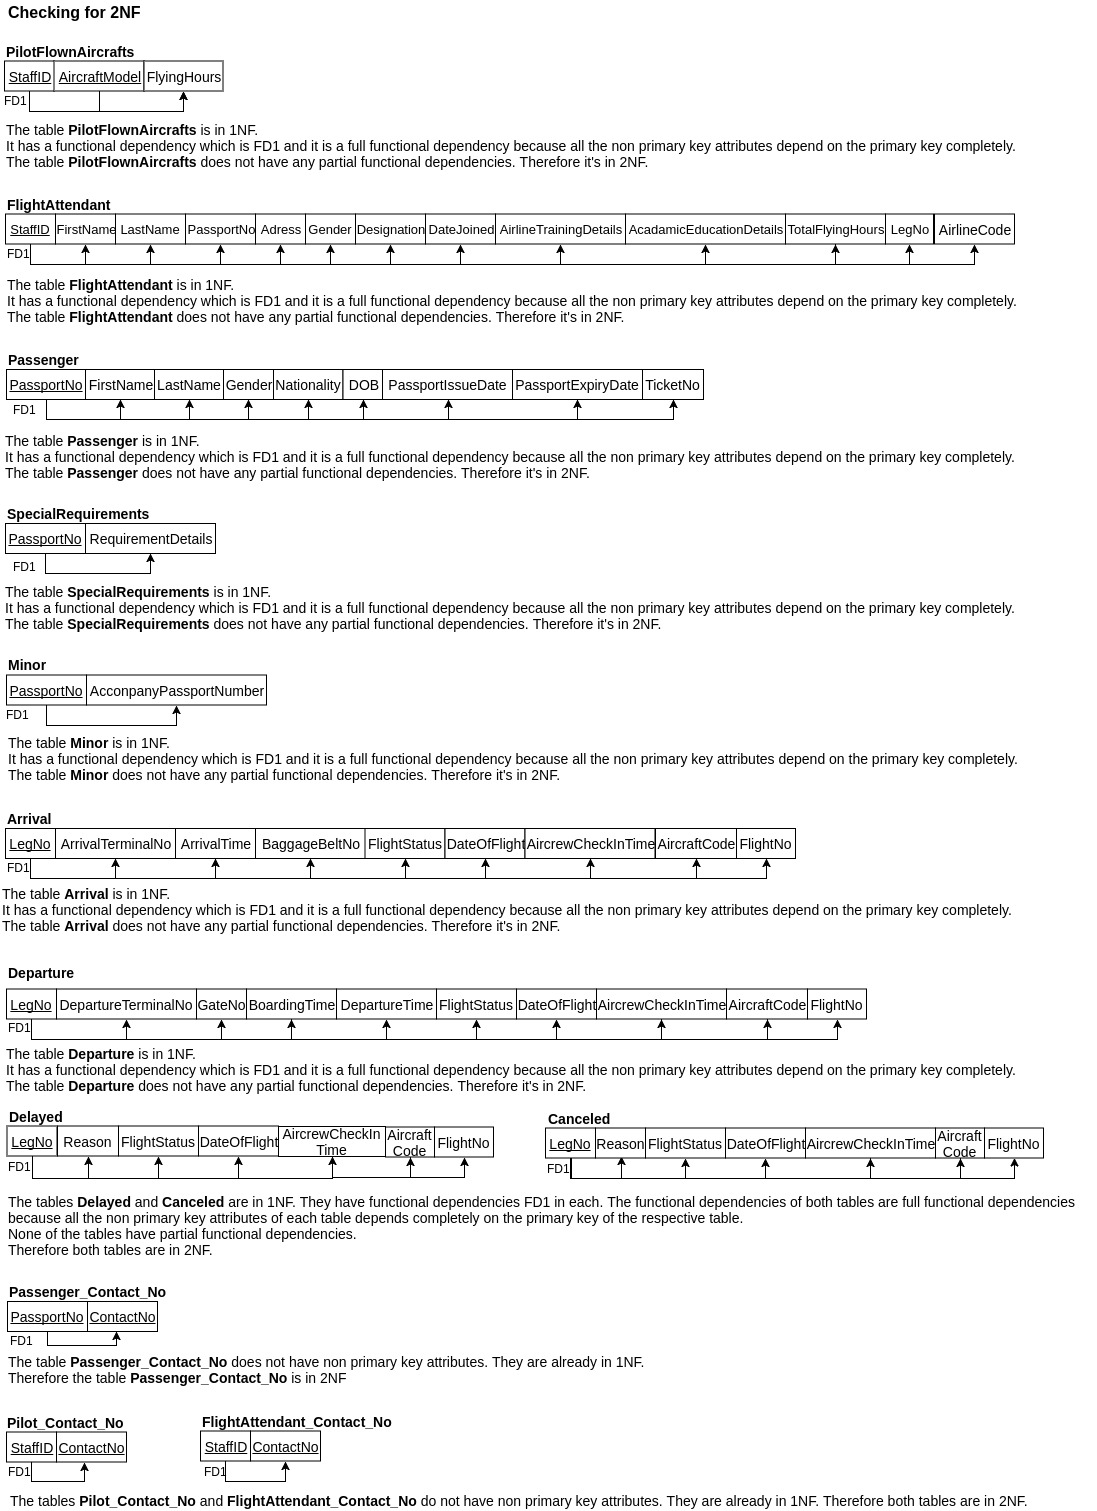 Checking for 2NF
PilotFlownAircrafts
StaffID AircraftModel FlyingHours
FD1
The table PilotFlownAircrafts is in 1NF.
It has a functional dependency which is FD1 and it is a full functional dependency because all the non primary key attributes depend on the primary key completely.
The table PilotFlownAircrafts does not have any partial functional dependencies. Therefore it's in 2NF.
FlightAttendant
StaffID FirstName LastName PassportNo Adress Gender Designation DateJoined AirlineTrainingDetails AcadamicEducationDetails TotalFlyingHours LegNo AirlineCode
FD1
The table FlightAttendant is in 1NF.
It has a functional dependency which is FD1 and it is a full functional dependency because all the non primary key attributes depend on the primary key completely.
The table FlightAttendant does not have any partial functional dependencies. Therefore it's in 2NF.
Passenger
PassportNo FirstName LastName Gender Nationality DOB PassportIssueDate PassportExpiryDate TicketNo
FD1
The table Passenger is in 1NF.
It has a functional dependency which is FD1 and it is a full functional dependency because all the non primary key attributes depend on the primary key completely.
The table Passenger does not have any partial functional dependencies. Therefore it's in 2NF.
SpecialRequirements
PassportNo RequirementDetails
FD1
The table SpecialRequirements is in 1NF.
It has a functional dependency which is FD1 and it is a full functional dependency because all the non primary key attributes depend on the primary key completely.
The table SpecialRequirements does not have any partial functional dependencies. Therefore it's in 2NF.
Minor
PassportNo AcconpanyPassportNumber
FD1
The table Minor is in 1NF.
It has a functional dependency which is FD1 and it is a full functional dependency because all the non primary key attributes depend on the primary key completely.
The table Minor does not have any partial functional dependencies. Therefore it's in 2NF.
Arrival
LegNo ArrivalTerminalNo ArrivalTime BaggageBeltNo FlightStatus DateOfFlight AircrewCheckInTime AircraftCode FlightNo
FD1
The table Arrival is in 1NF.
It has a functional dependency which is FD1 and it is a full functional dependency because all the non primary key attributes depend on the primary key completely.
The table Arrival does not have any partial functional dependencies. Therefore it's in 2NF.
Departure
LegNo DepartureTerminalNo GateNo BoardingTime DepartureTime FlightStatus DateOfFlight AircrewCheckInTime AircraftCode FlightNo
FD1
The table Departure is in 1NF.
It has a functional dependency which is FD1 and it is a full functional dependency because all the non primary key attributes depend on the primary key completely.
The table Departure does not have any partial functional dependencies. Therefore it's in 2NF.
Delayed
LegNo Reason FlightStatus DateOfFlight AircrewCheckIn Time Aircraft Code FlightNo
FD1
Canceled
LegNo Reason FlightStatus DateOfFlight AircrewCheckInTime Aircraft Code FlightNo
FD1
The tables Delayed and Canceled are in 1NF. They have functional dependencies FD1 in each. The functional dependencies of both tables are full functional dependencies
because all the non primary key attributes of each table depends completely on the primary key of the respective table.
None of the tables have partial functional dependencies.
Therefore both tables are in 2NF.
Passenger_Contact_No
PassportNo ContactNo
FD1
The table Passenger_Contact_No does not have non primary key attributes. They are already in 1NF.
Therefore the table Passenger_Contact_No is in 2NF
Pilot_Contact_No
StaffID ContactNo
FD1
FlightAttendant_Contact_No
StaffID ContactNo
FD1
The tables Pilot_Contact_No and FlightAttendant_Contact_No do not have non primary key attributes. They are already in 1NF. Therefore both tables are in 2NF.